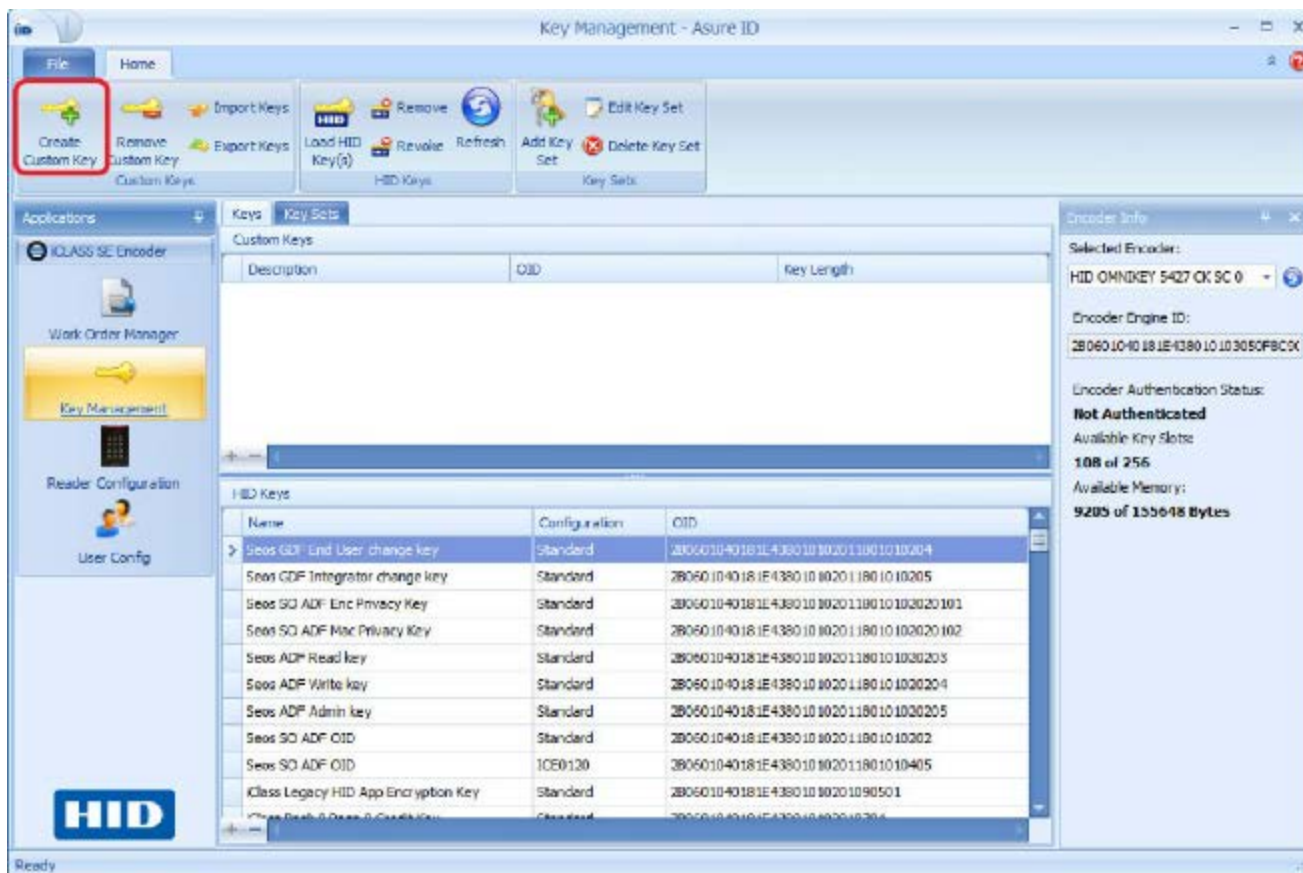 Key Management - Asure ID
File Home
Create Custom Key
Remove Custom Key
Import Keys
Export Keys
Custom Keys
Load HID Key(s)
Remove
Revoke
Refresh
HID Keys
Add Key Set
Edit Key Set
Delete Key Set
Key Sets
Applications
iCLASS SE Encoder
Work Order Manager
Key Management
Reader Configuration
User Config
HID
Keys Key Sets
Custom Keys
Description OID Key Length
HID Keys
Name Configuration OID
Seos GDF End User change key Standard
Seos GDF Integrator change key Standard
Seos SO ADF Enc Privacy Key Standard
Seos SO ADF Mac Privacy Key Standard
Seos ADF Read key Standard
Seos ADF Write key Standard
Seos ADF Admin key Standard
Seos SO ADF OID Standard
Seos SO ADF OID ICE0120
iClass Legacy HID App Encryption Key Standard
Encoder Info
Selected Encoder:
HID OMNIKEY 5427 CK SC 0
Encoder Engine ID:
Encoder Authentication Status:
Not Authenticated
Available Key Slots:
108 of 256
Available Memory:
9205 of 155648 Bytes
Ready